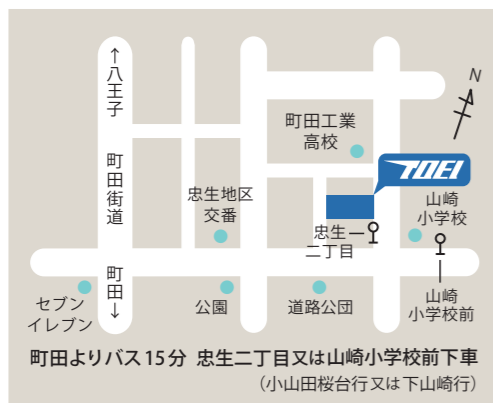 ←八王子
町田街道
町田→
N
町田工業
高校
TOEI
忠生地区
交番
山崎
小学校
忠生
二丁目
セブン
イレブン
公園
道路公団
山崎
小学校前
町田よりバス15分 忠生二丁目又は山崎小学校前下車
（小山田桜台行又は下山崎行）